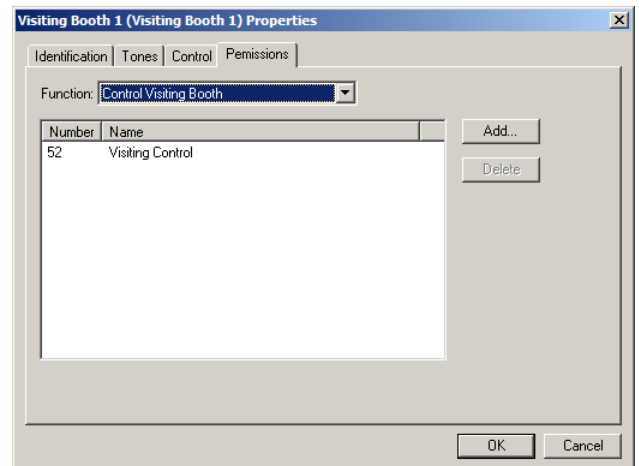 Visiting Booth 1 (Visiting Booth 1) Properties
Identification Tones Control Pemissions
Function: Control Visiting Booth
Number Name Add...
52 Visiting Control
Delete
OK Cancel